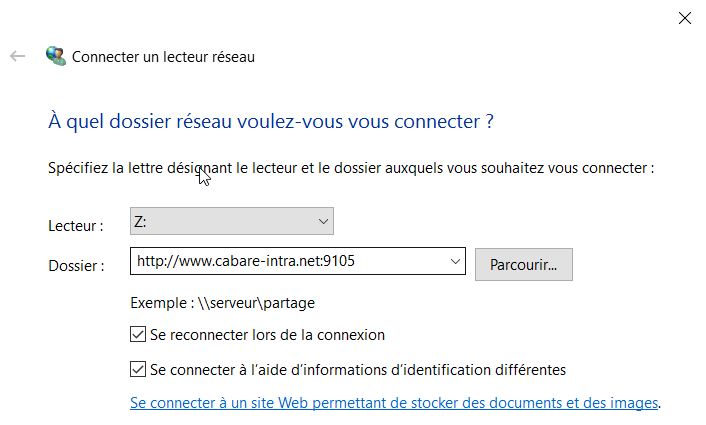 Connecter un lecteur réseau
À quel dossier réseau voulez-vous vous connecter ?
Spécifiez la lettre désignant le lecteur et le dossier auxquels vous souhaitez vous connecter :
Lecteur : Z:
Dossier : http://www.cabare-intra.net:9105 Parcourir...
Exemple : \\serveur\partage
Se reconnecter lors de la connexion
Se connecter à l'aide d'informations d'identification différentes
Se connecter à un site Web permettant de stocker des documents et des images.